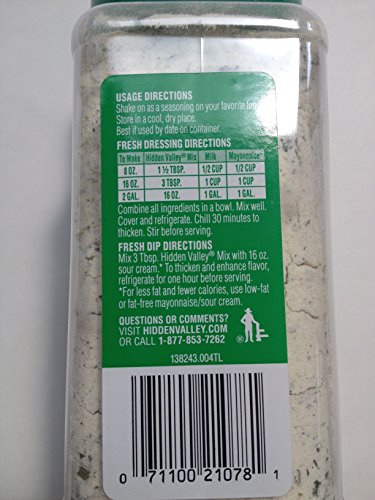 USAGE DIRECTIONS
Shake on as a seasoning on your favorite
Store in a cool, dry place.
Best if used by date on container.
FRESH DRESSING DIRECTIONS
To Make Hidden Valley® Mix Milk Mayonnaise*
8 OZ. 1 ½ TBSP. 1/2 CUP 1/2 CUP
16 OZ. 3 TBSP. 1 CUP 1 CUP
2 GAL. 16 OZ. 1 GAL. 1 GAL.
Combine all ingredients in a bowl. Mix well.
Cover and refrigerate. Chill 30 minutes to
thicken. Stir before serving.
FRESH DIP DIRECTIONS
Mix 3 Tbsp. Hidden Valley® Mix with 16 oz.
sour cream.* To thicken and enhance flavor,
refrigerate for one hour before serving.
*For less fat and fewer calories, use low-fat
or fat-free mayonnaise/sour cream.
QUESTIONS OR COMMENTS?
VISIT HIDDENVALLEY.COM
OR CALL 1-877-853-7262 ®
138243.004TL
0 71100 21078 1